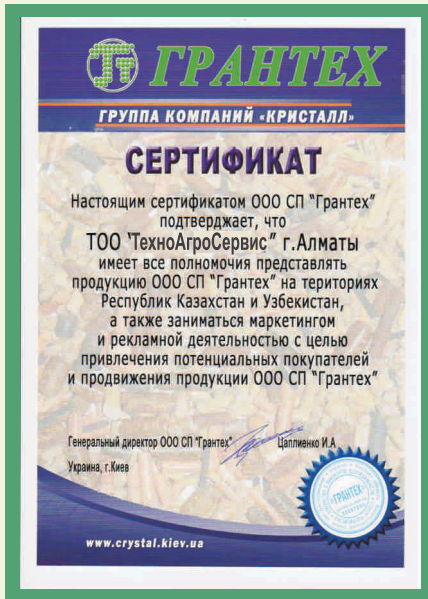 ГРАНТЕХ
ГРУППА КОМПАНИЙ «КРИСТАЛЛ»
СЕРТИФИКАТ
Настоящим сертификатом ООО СП "Грантех"
подтверждает, что
ТОО "ТехноАгроСервис" г.Алматы
имеет все полномочия представлять
продукцию ООО СП "Грантех" на териториях
Республик Казахстан и Узбекистан,
а также заниматься маркетингом
и рекламной деятельностью с целью
привлечения потенциальных покупателей
и продвижения продукции ООО СП "Грантех"
Генеральный директор ООО СП "Грантех" Цаплиенко И.А
Украина, г.Киев
«ГРАНТЕХ»
www.crystal.kiev.ua